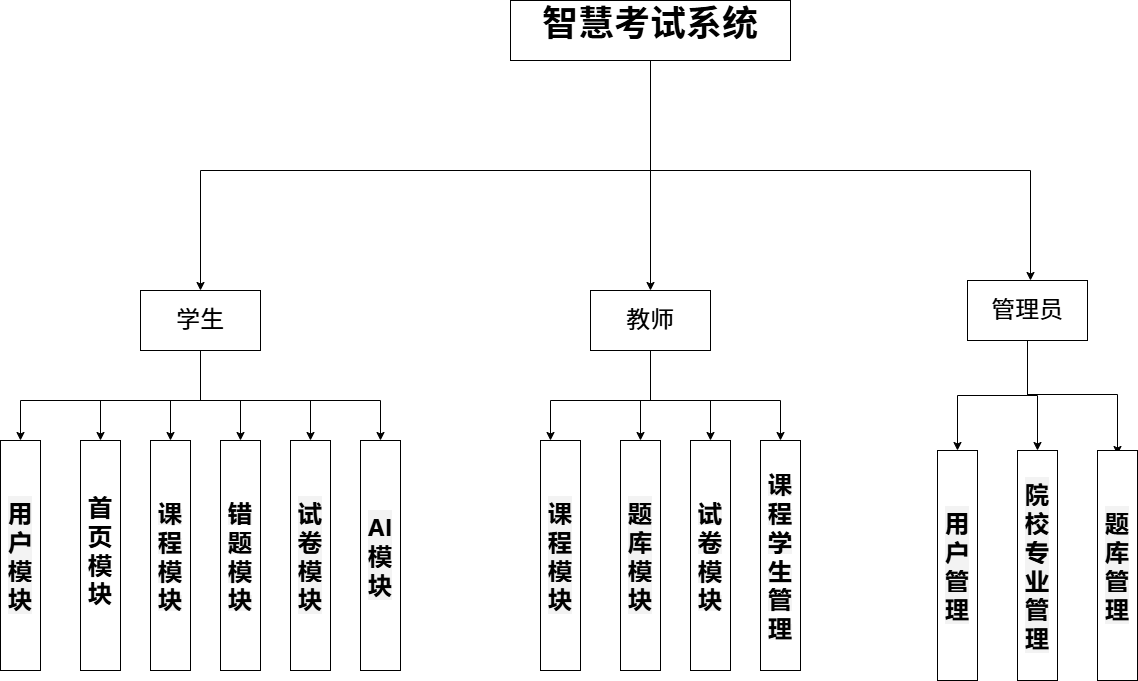 智慧考试系统
学生
教师
管理员
用户模块
首页模块
课程模块
错题模块
试卷模块
AI模块
课程模块
题库模块
试卷模块
课程学生管理
用户管理
院校专业管理
题库管理